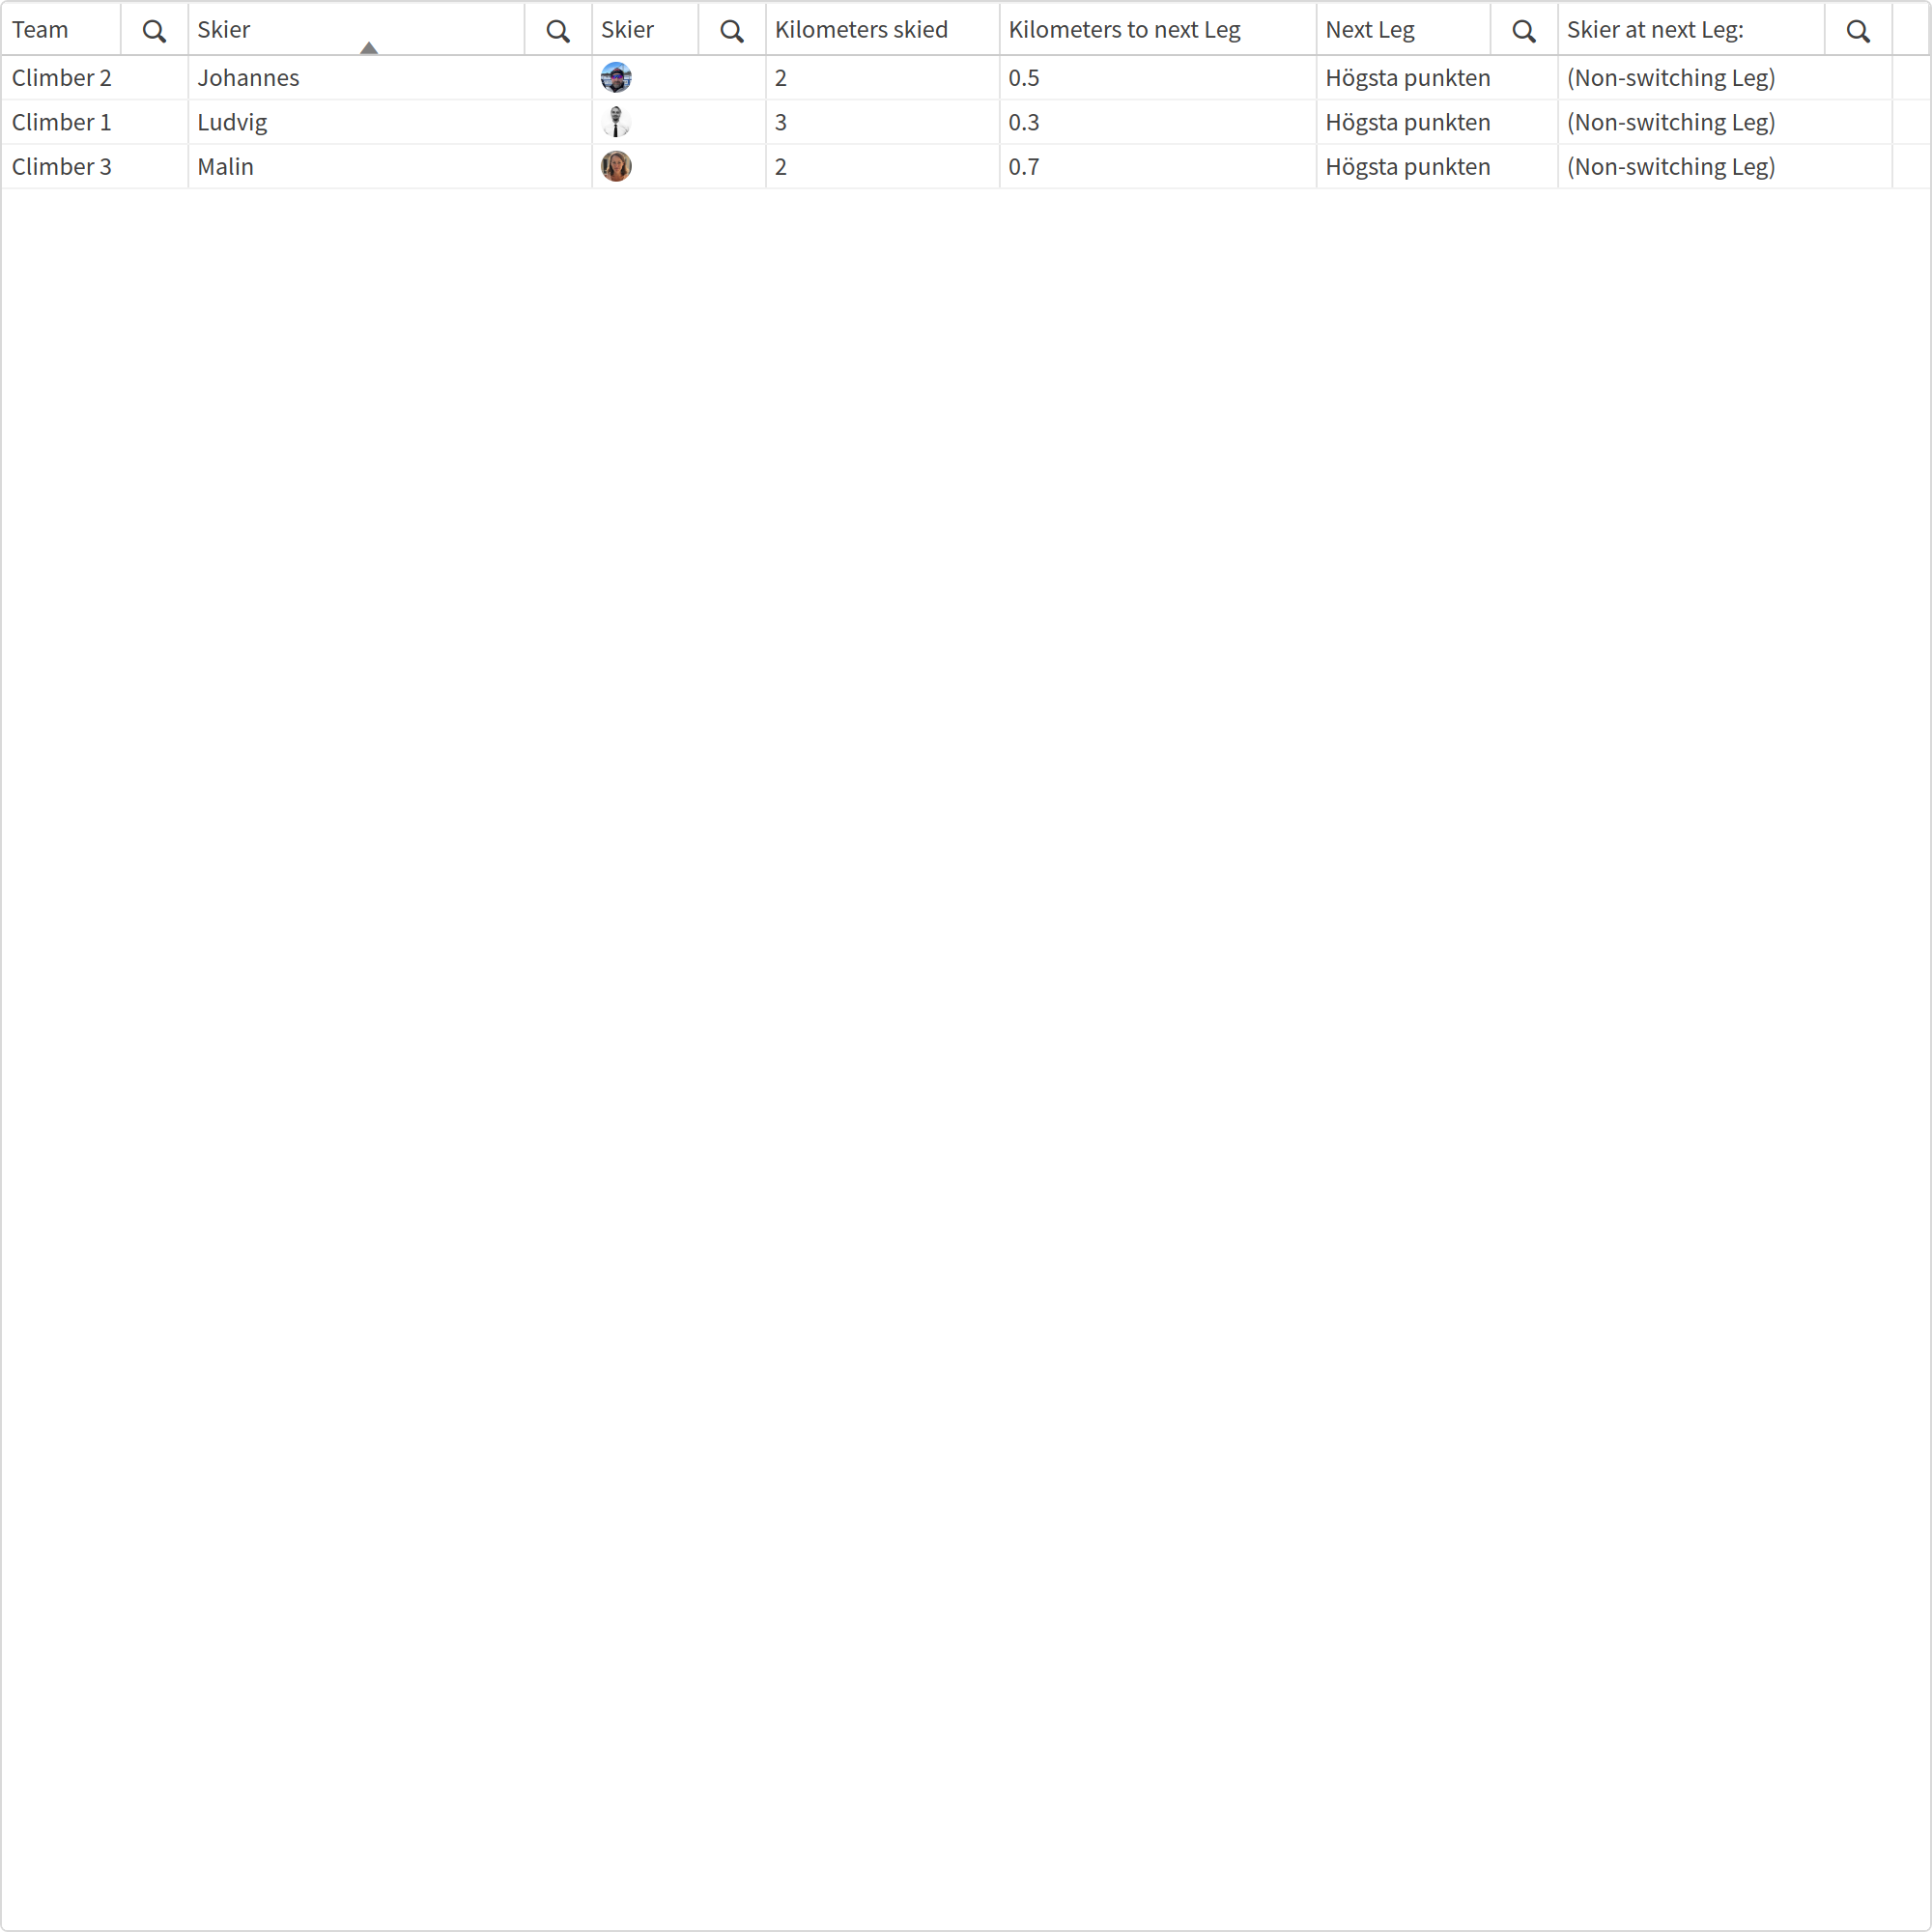 Team Skier Skier Kilometers skied Kilometers to next Leg Next Leg Skier at next Leg:
Climber 2 Johannes 2 0.5 Högsta punkten (Non-switching Leg)
Climber 1 Ludvig 3 0.3 Högsta punkten (Non-switching Leg)
Climber 3 Malin 2 0.7 Högsta punkten (Non-switching Leg)